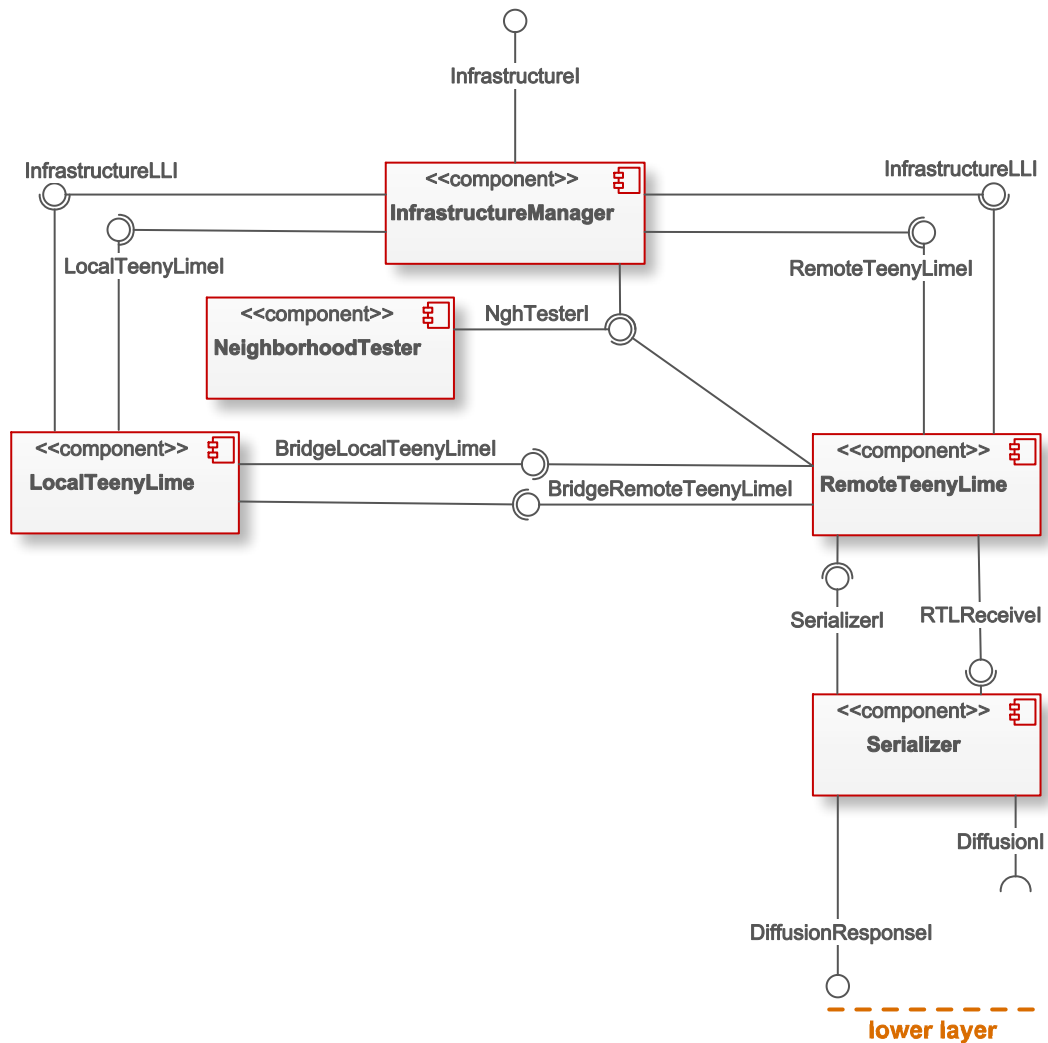 InfrastructureI
InfrastructureLLI
InfrastructureLLI
<<component>>
InfrastructureManager
LocalTeenyLimeI
RemoteTeenyLimeI
<<component>>
NeighborhoodTester
NghTesterI
<<component>>
LocalTeenyLime
BridgeLocalTeenyLimeI
BridgeRemoteTeenyLimeI
<<component>>
RemoteTeenyLime
SerializerI
RTLReceiveI
<<component>>
Serializer
DiffusionI
DiffusionResponseI
lower layer